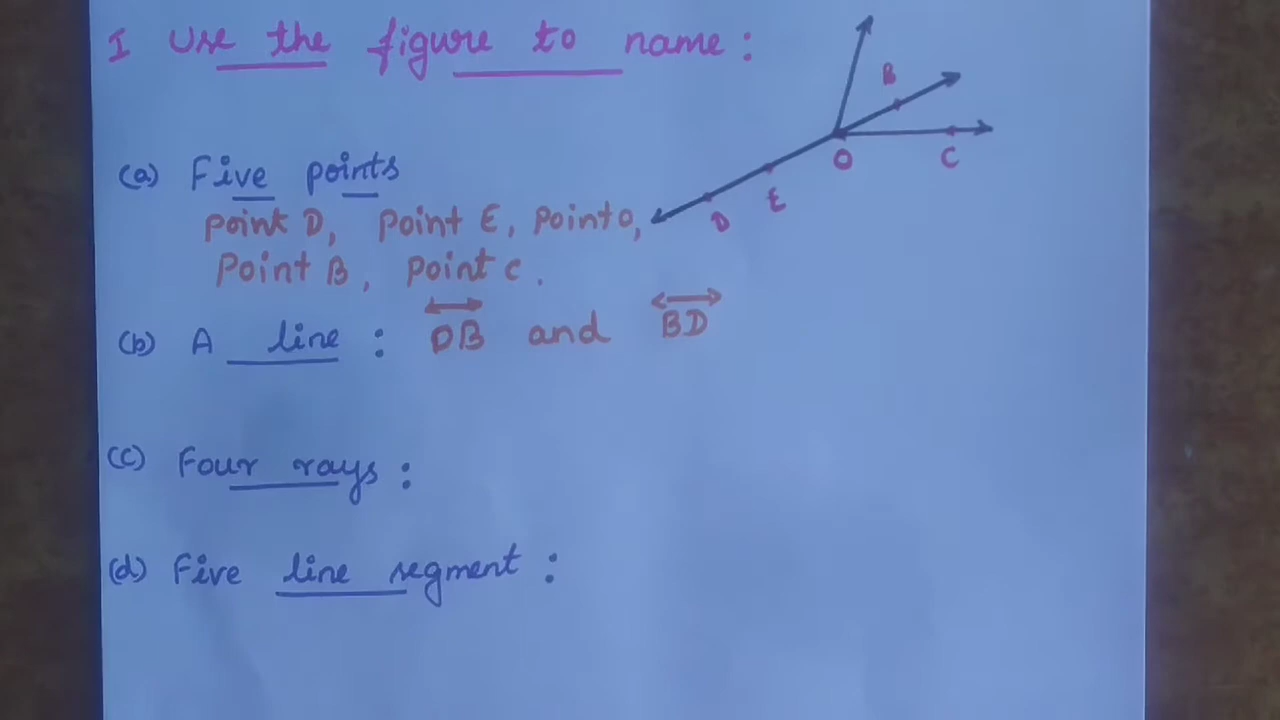 I Use the figure to name:
B
O
C
E
D
(a) Five points
Point D, Point E, Point O,
Point B, Point C.
(b) A line: DB and BD
(c) Four rays:
(d) Five line segment: